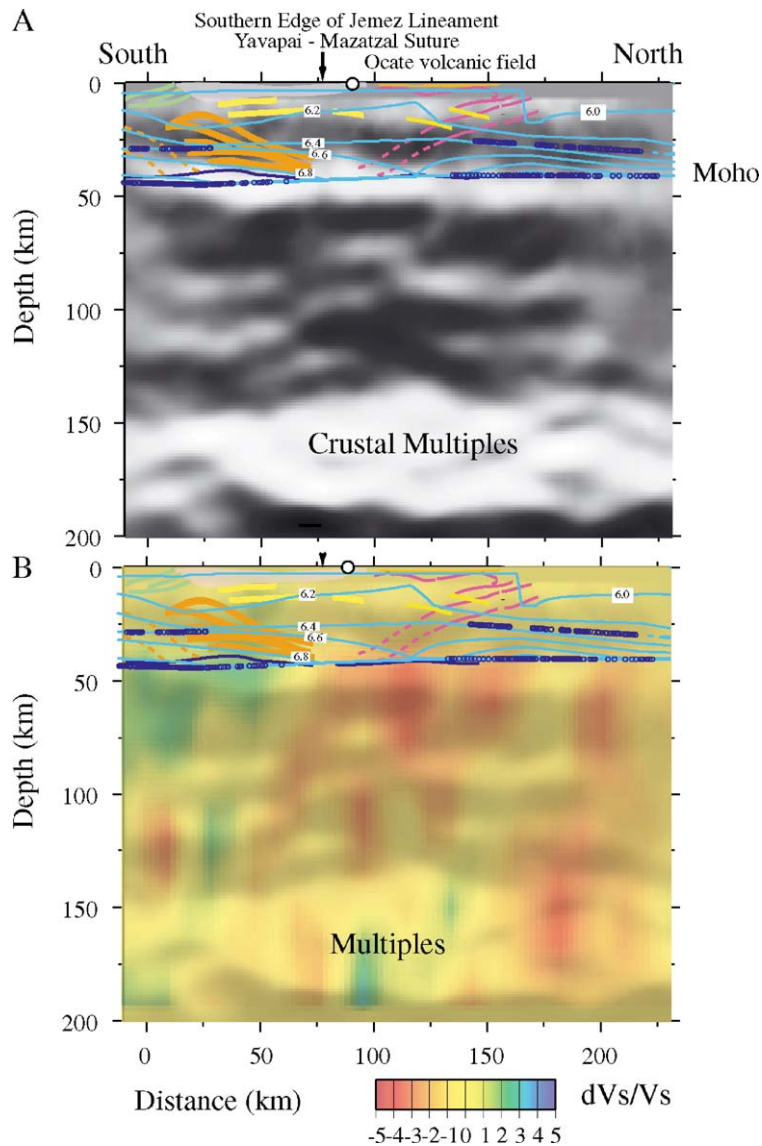 A
Southern Edge of Jemez Lineament
Yavapai - Mazatzal Suture
South
Ocate volcanic field
North
0
6.2
6.0
6.4
6.6
6.8
Moho
50
Depth (km)
100
150
Crustal Multiples
200
B
0
6.2
6.0
6.4
6.6
6.8
50
Depth (km)
100
150
Multiples
200
0 50 100 150 200
Distance (km)
dVs/Vs
-5 -4 -3 -2 -1 0 1 2 3 4 5